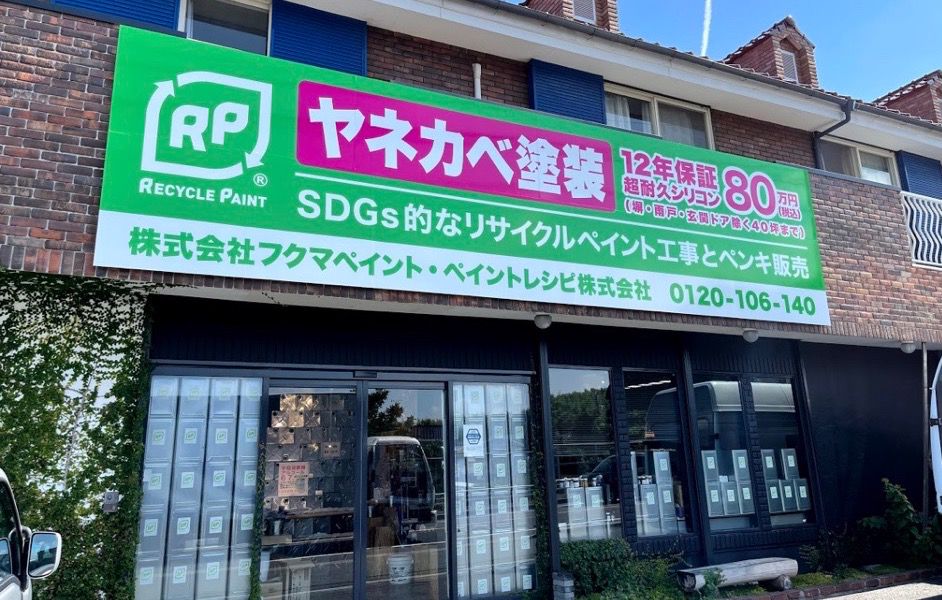 RP
RECYCLE PAINT ®
ヤネカベ塗装
12年保証
超耐久シリコン
80万円
(税込)
(塀・雨戸・玄関ドア除く40坪まで)
SDGs的なリサイクルペイント工事とペンキ販売
株式会社フクマペイント・ペイントレシピ株式会社 0120-106-140